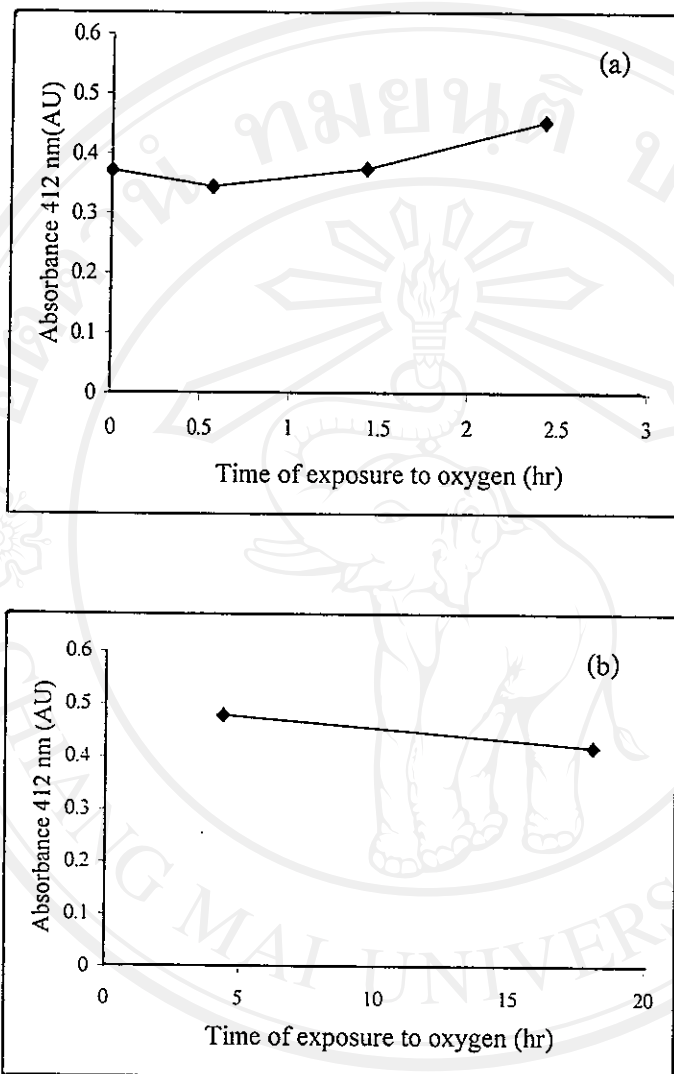 (a)
Absorbance 412 nm(AU)
0.6
0.5
0.4
0.3
0.2
0.1
0
0 0.5 1 1.5 2 2.5 3
Time of exposure to oxygen (hr)
(b)
Absorbance 412 nm (AU)
0.6
0.5
0.4
0.3
0.2
0.1
0
0 5 10 15 20
Time of exposure to oxygen (hr)
MAI UNIVERS